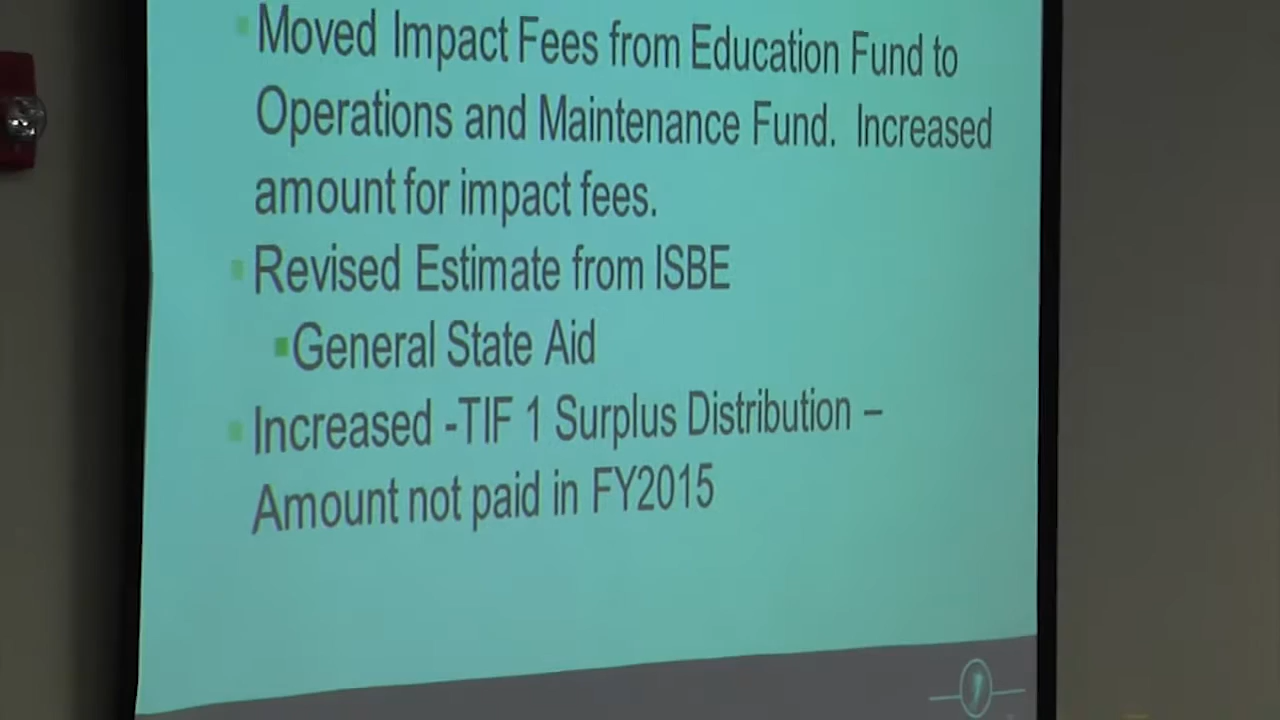 Moved Impact Fees from Education Fund to
Operations and Maintenance Fund. Increased
amount for impact fees.
Revised Estimate from ISBE
General State Aid
Increased -TIF 1 Surplus Distribution –
Amount not paid in FY2015